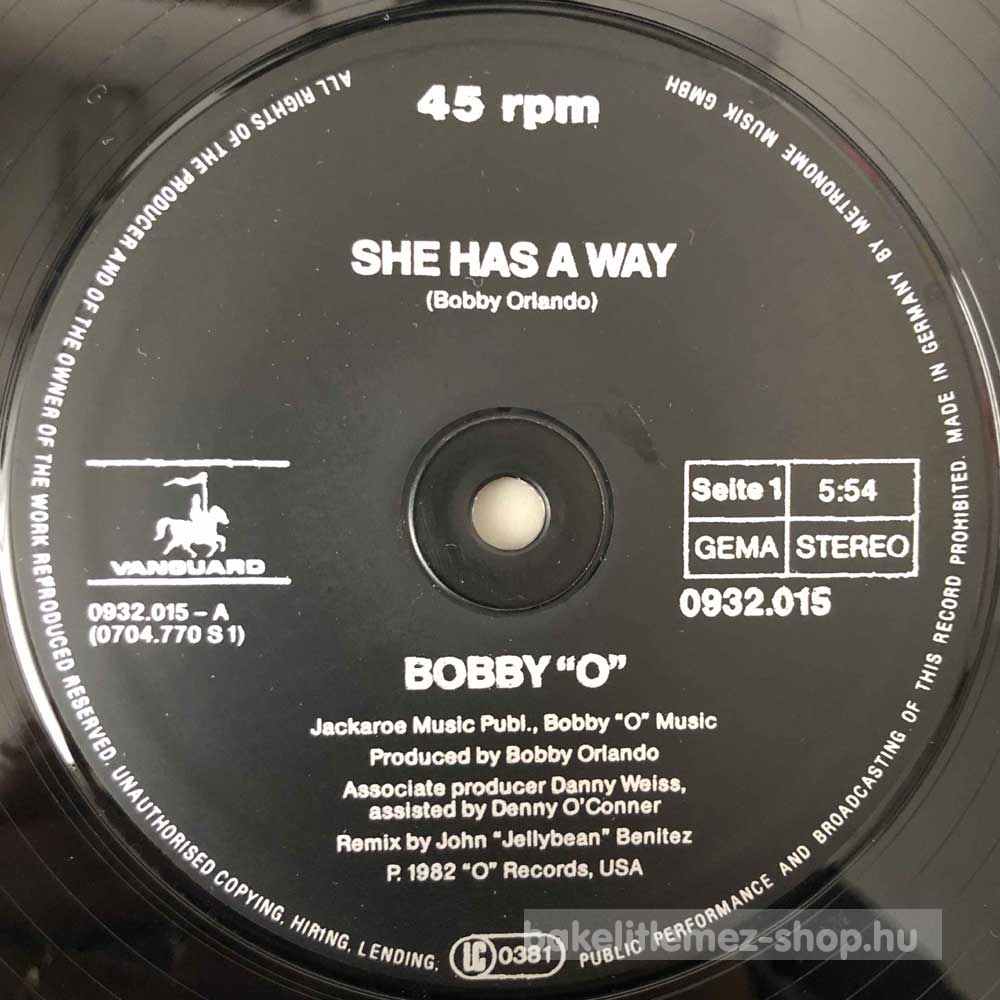 45 rpm
SHE HAS A WAY
(Bobby Orlando)
VANGUARD
0932.015 – A
(0704.770 S 1)
Seite 1 5:54
GEMA STEREO
0932.015
BOBBY “O”
Jackaroe Music Publ., Bobby “O” Music
Produced by Bobby Orlando
Associate producer Danny Weiss,
assisted by Denny O’Conner
Remix by John “Jellybean” Benitez
P. 1982 “O” Records, USA
ALL RIGHTS OF THE PRODUCER AND OF THE OWNER OF THE WORK REPRODUCED RESERVED. UNAUTHORISED COPYING, HIRING, LENDING, PUBLIC PERFORMANCE AND BROADCASTING OF THIS RECORD PROHIBITED. MADE IN GERMANY BY METRONOME MUSIK GMBH
LC 0381
bakelitlemez-shop.hu